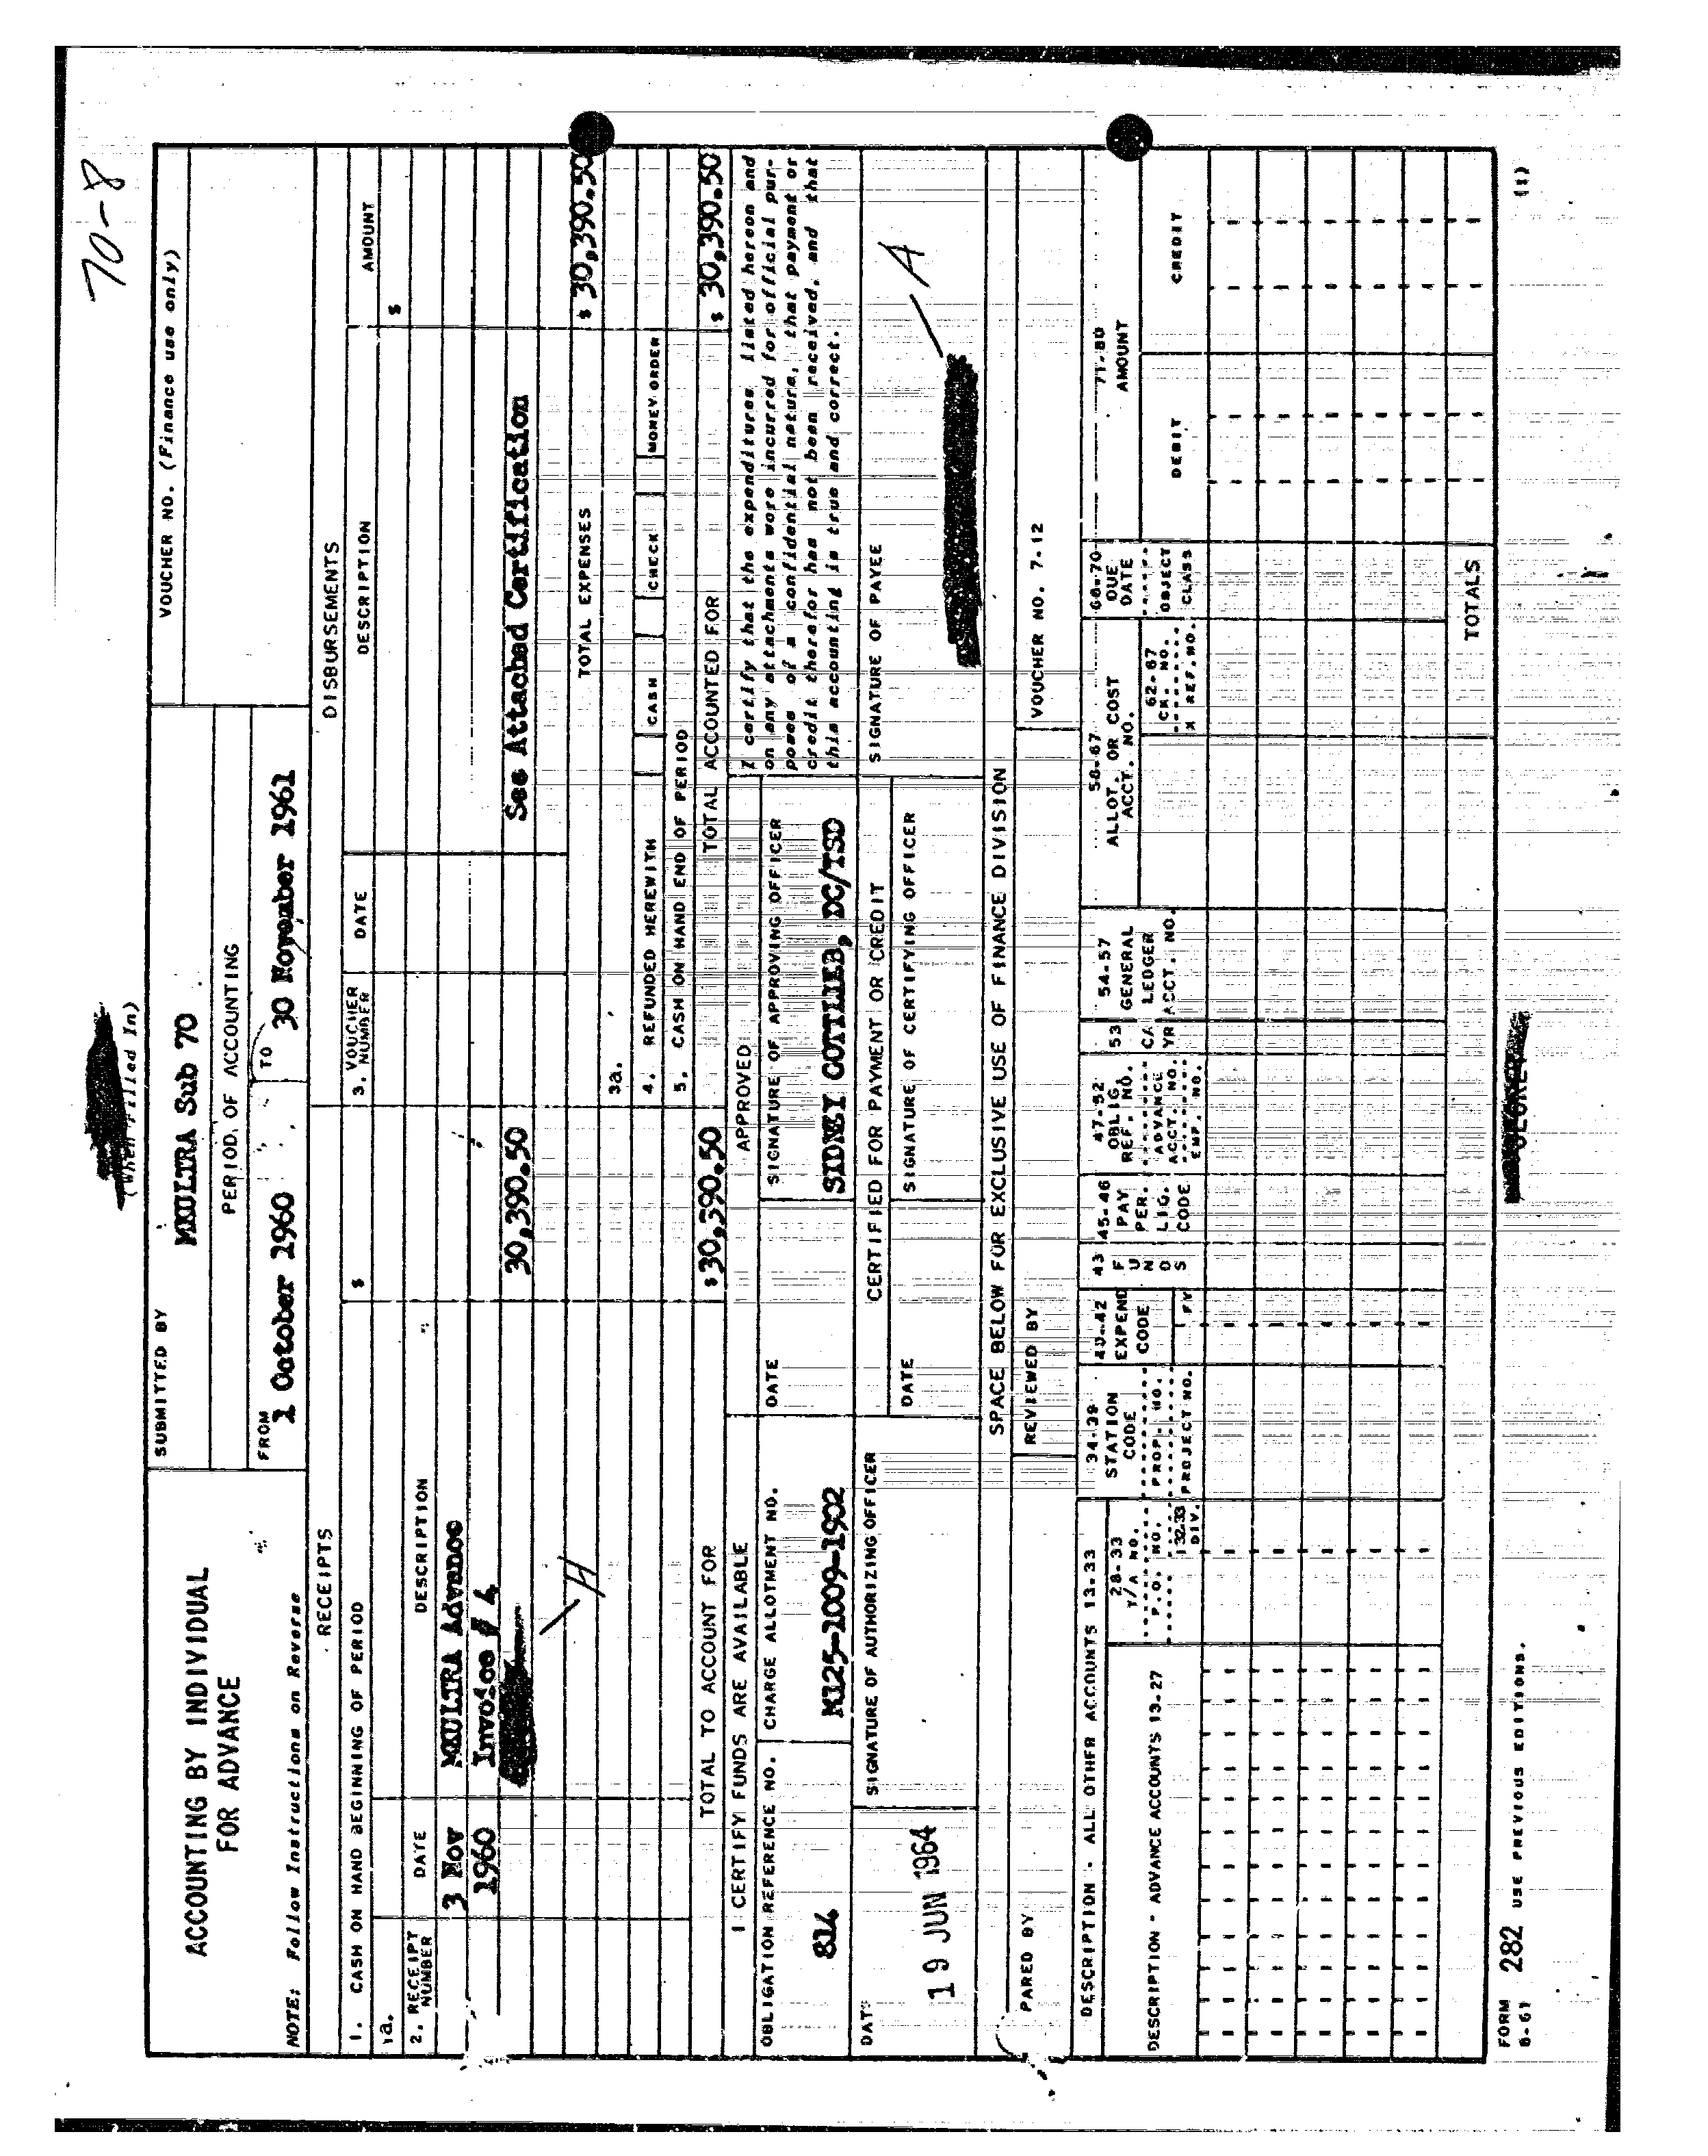 70-8
(When Filled In)
ACCOUNTING BY INDIVIDUAL
FOR ADVANCE
NOTE: Follow Instructions on Reverse
SUBMITTED BY
MKULTRA Sub 70
PERIOD OF ACCOUNTING
FROM
1 October 1960
TO
30 November 1961
VOUCHER NO. (Finance use only)
RECEIPTS
DISBURSEMENTS
1. CASH ON HAND BEGINNING OF PERIOD
$
3. VOUCHER NUMBER
DATE
DESCRIPTION
AMOUNT
1a.
$
2. RECEIPT NUMBER
DATE
DESCRIPTION
3 Nov
1960
MKULTRA Advance
Invoice # 4
30,390.50
See Attached Certification
H
TOTAL EXPENSES
$ 30,390.50
3a.
4. REFUNDED HEREWITH
CASH
CHECK
MONEY ORDER
5. CASH ON HAND END OF PERIOD
TOTAL TO ACCOUNT FOR
$ 30,390.50
TOTAL ACCOUNTED FOR
$ 30,390.50
I CERTIFY FUNDS ARE AVAILABLE
APPROVED
I certify that the expenditures listed hereon and
on any attachments were incurred for official pur-
poses of a confidential nature, that payment or
credit therefor has not been received, and that
this accounting is true and correct.
OBLIGATION REFERENCE NO.
814
CHARGE ALLOTMENT NO.
M125-1009-1902
DATE
SIGNATURE OF APPROVING OFFICER
SIDNEY GOTTLIEB, DC/TSD
DATE
19 JUN 1964
SIGNATURE OF AUTHORIZING OFFICER
CERTIFIED FOR PAYMENT OR CREDIT
DATE
SIGNATURE OF CERTIFYING OFFICER
SIGNATURE OF PAYEE
A
SPACE BELOW FOR EXCLUSIVE USE OF FINANCE DIVISION
PARED BY
REVIEWED BY
VOUCHER NO. 7-12
DESCRIPTION - ALL OTHER ACCOUNTS 13-33
DESCRIPTION - ADVANCE ACCOUNTS 13-27
28-33
T/A NO.
P.O. NO.
32-33
DIV.
34-39
STATION
CODE
PROP. NO.
PROJECT NO.
40-42
EXPEND
CODE
FY
43
FUNDS
45-46
PAY
PER.
LIQ.
CODE
47-52
OBLIG.
REF. NO.
ADVANCE
ACCT. NO.
EMP. NO.
53
CA
YR
54-57
GENERAL
LEDGER
ACCT. NO.
58-67
ALLOT. OR COST
ACCT. NO.
62-67
CK. NO.
X REF. NO.
68-70
DUE
DATE
OBJECT
CLASS
71-80
AMOUNT
DEBIT
CREDIT
TOTALS
FORM
6-61
282
USE PREVIOUS EDITIONS.
(1)